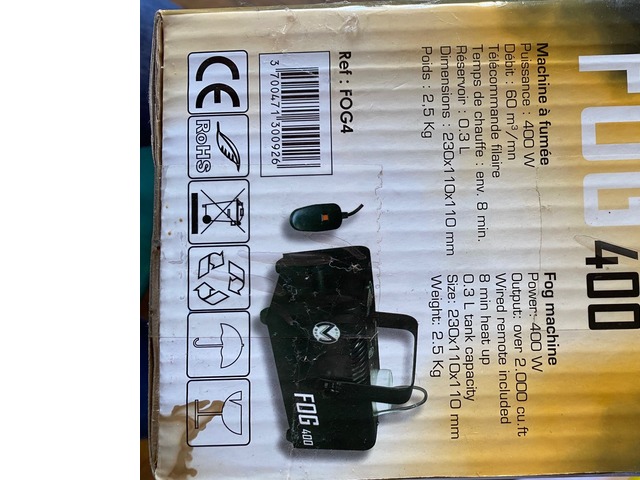 FOG 400
Machine à fumée
Puissance : 400 W
Débit : 60 m³/mn
Télécommande filaire
Temps de chauffe : env. 8 min.
Réservoir : 0.3 L
Dimensions : 230x110x110 mm
Poids : 2,5 Kg
Fog machine
Power: 400 W
Output: over 2.000 cu.ft
Wired remote included
8 min heat up
0.3 L tank capacity
Size: 230x110x110 mm
Weight: 2.5 Kg
Ref : FOG4
3 700471 300926
CE
RoHS
FOG 400